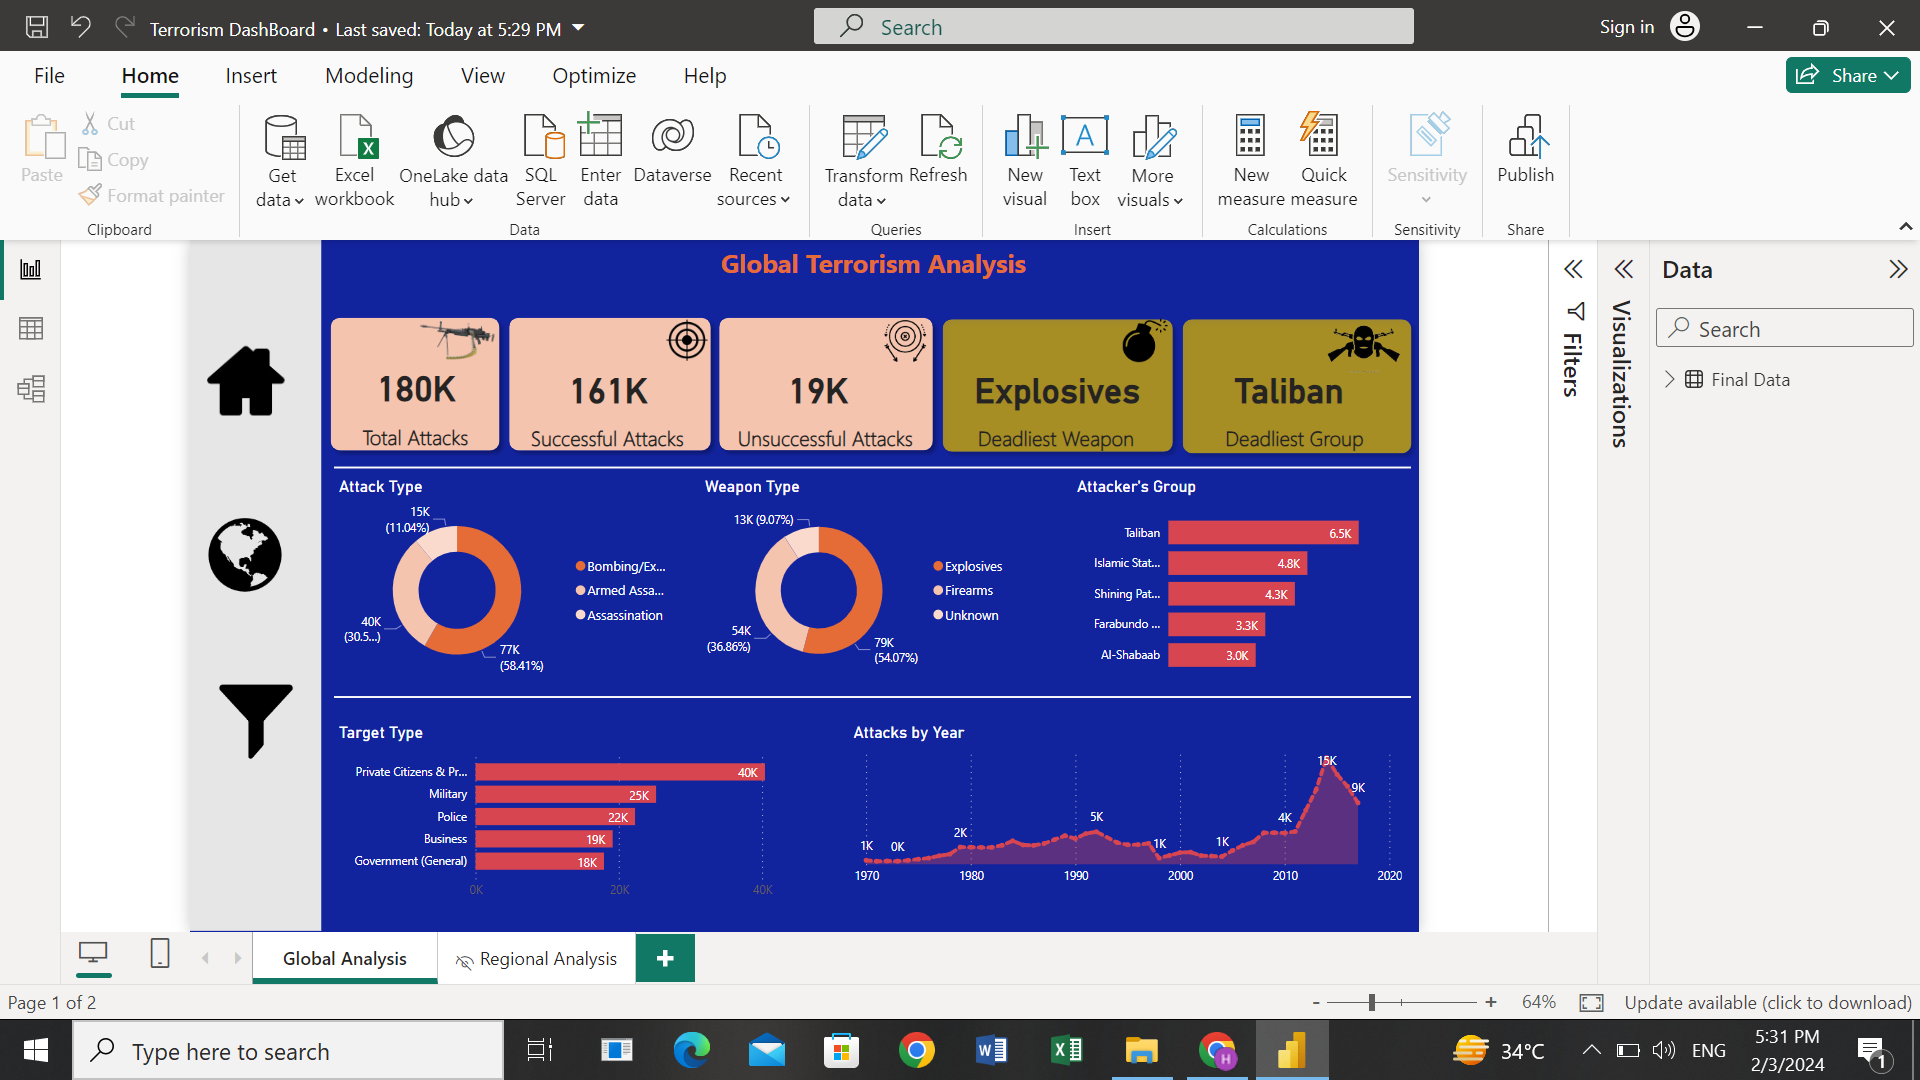 Terrorism DashBoard • Last saved: Today at 5:29 PM
Search
Sign in
File
Home
Insert
Modeling
View
Optimize
Help
Share
Paste
Cut
Copy
Format painter
Clipboard
Get data
Excel workbook
OneLake data hub
SQL Server
Enter data
Dataverse
Recent sources
Data
Transform data
Refresh
Queries
New visual
Text box
More visuals
Insert
New measure
Quick measure
Calculations
Sensitivity
Sensitivity
Publish
Share
Global Terrorism Analysis
180K
Total Attacks
161K
Successful Attacks
19K
Unsuccessful Attacks
Explosives
Deadliest Weapon
Taliban
Deadliest Group
Attack Type
15K
(11.04%)
40K
(30.5...)
77K
(58.41%)
Bombing/Ex...
Armed Assa...
Assassination
Weapon Type
13K (9.07%)
54K
(36.86%)
79K
(54.07%)
Explosives
Firearms
Unknown
Attacker's Group
Taliban 6.5K
Islamic Stat... 4.8K
Shining Pat... 4.3K
Farabundo ... 3.3K
Al-Shabaab 3.0K
Target Type
Private Citizens & Pr... 40K
Military 25K
Police 22K
Business 19K
Government (General) 18K
0K 20K 40K
Attacks by Year
1K 0K 2K 5K 1K 1K 4K 15K 9K
1970 1980 1990 2000 2010 2020
Filters
Visualizations
Data
Search
Final Data
Global Analysis
Regional Analysis
+
Page 1 of 2
- + 64%
Update available (click to download)
Type here to search
34°C
ENG
5:31 PM
2/3/2024
1